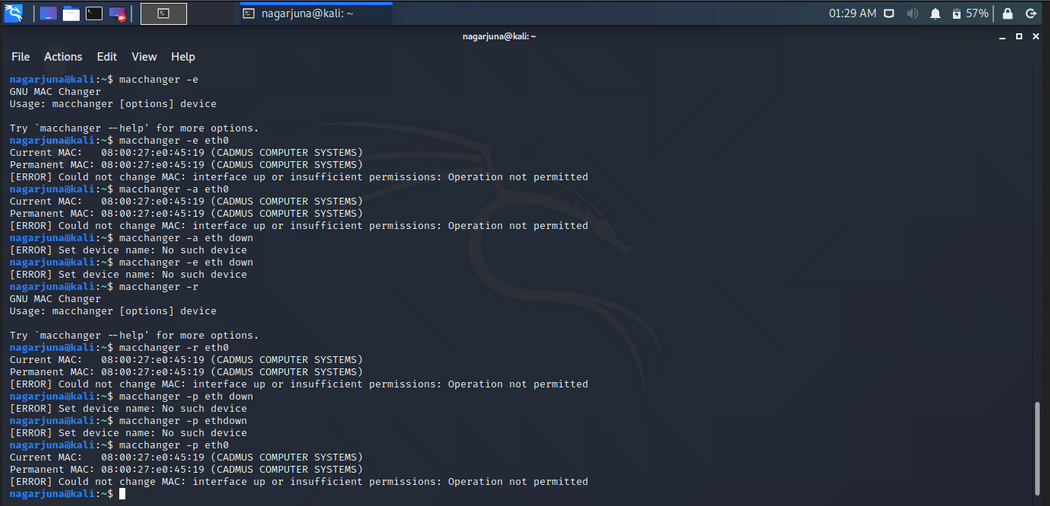 nagarjuna@kali: ~
01:29 AM
57%
nagarjuna@kali: ~
File Actions Edit View Help
nagarjuna@kali:~$ macchanger -e
GNU MAC Changer
Usage: macchanger [options] device

Try `macchanger --help' for more options.
nagarjuna@kali:~$ macchanger -e eth0
Current MAC:   08:00:27:e0:45:19 (CADMUS COMPUTER SYSTEMS)
Permanent MAC: 08:00:27:e0:45:19 (CADMUS COMPUTER SYSTEMS)
[ERROR] Could not change MAC: interface up or insufficient permissions: Operation not permitted
nagarjuna@kali:~$ macchanger -a eth0
Current MAC:   08:00:27:e0:45:19 (CADMUS COMPUTER SYSTEMS)
Permanent MAC: 08:00:27:e0:45:19 (CADMUS COMPUTER SYSTEMS)
[ERROR] Could not change MAC: interface up or insufficient permissions: Operation not permitted
nagarjuna@kali:~$ macchanger -a eth down
[ERROR] Set device name: No such device
nagarjuna@kali:~$ macchanger -e eth down
[ERROR] Set device name: No such device
nagarjuna@kali:~$ macchanger -r
GNU MAC Changer
Usage: macchanger [options] device

Try `macchanger --help' for more options.
nagarjuna@kali:~$ macchanger -r eth0
Current MAC:   08:00:27:e0:45:19 (CADMUS COMPUTER SYSTEMS)
Permanent MAC: 08:00:27:e0:45:19 (CADMUS COMPUTER SYSTEMS)
[ERROR] Could not change MAC: interface up or insufficient permissions: Operation not permitted
nagarjuna@kali:~$ macchanger -p eth down
[ERROR] Set device name: No such device
nagarjuna@kali:~$ macchanger -p ethdown
[ERROR] Set device name: No such device
nagarjuna@kali:~$ macchanger -p eth0
Current MAC:   08:00:27:e0:45:19 (CADMUS COMPUTER SYSTEMS)
Permanent MAC: 08:00:27:e0:45:19 (CADMUS COMPUTER SYSTEMS)
[ERROR] Could not change MAC: interface up or insufficient permissions: Operation not permitted
nagarjuna@kali:~$